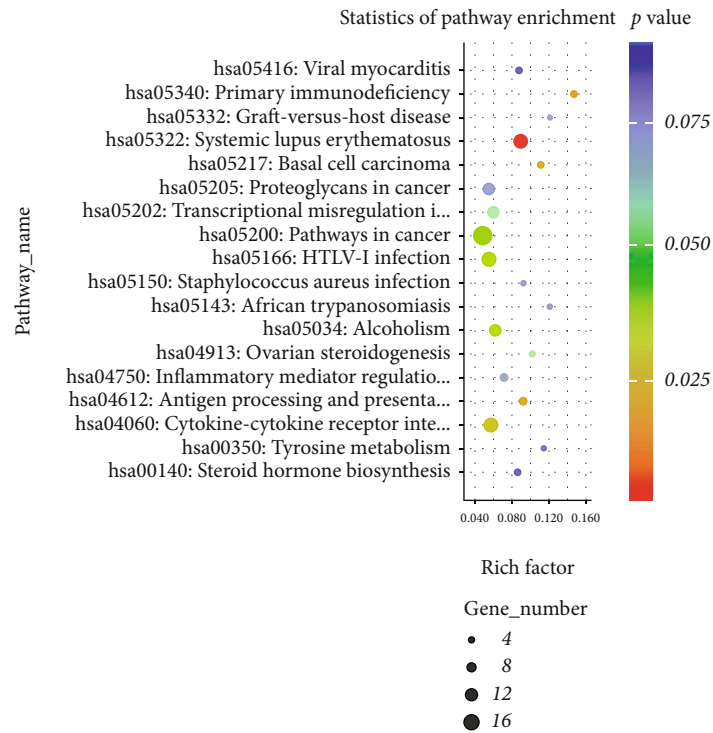 Statistics of pathway enrichment
p value
hsa05416: Viral myocarditis
hsa05340: Primary immunodeficiency
hsa05332: Graft-versus-host disease
hsa05322: Systemic lupus erythematosus
hsa05217: Basal cell carcinoma
hsa05205: Proteoglycans in cancer
hsa05202: Transcriptional misregulation i...
hsa05200: Pathways in cancer
hsa05166: HTLV-I infection
hsa05150: Staphylococcus aureus infection
hsa05143: African trypanosomiasis
hsa05034: Alcoholism
hsa04913: Ovarian steroidogenesis
hsa04750: Inflammatory mediator regulatio...
hsa04612: Antigen processing and presenta...
hsa04060: Cytokine-cytokine receptor inte...
hsa00350: Tyrosine metabolism
hsa00140: Steroid hormone biosynthesis
Pathway_name
0.075
0.050
0.025
0.040 0.080 0.120 0.160
Rich factor
Gene_number
4
8
12
16